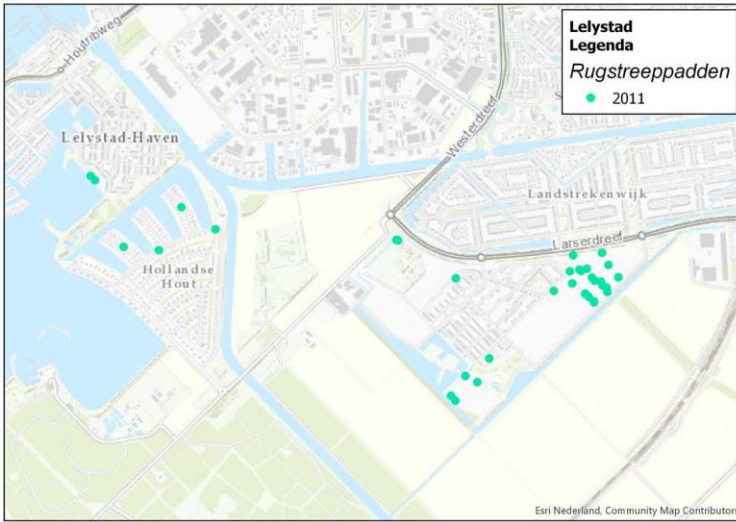 Lelystad
Legenda
Rugstreeppadden
2011
Houtribweg
Lelystad-Haven
Westerdreef
S
Landstrekenwijk
Larserdreef
Hollandse
Hout
Esri Nederland, Community Map Contributors